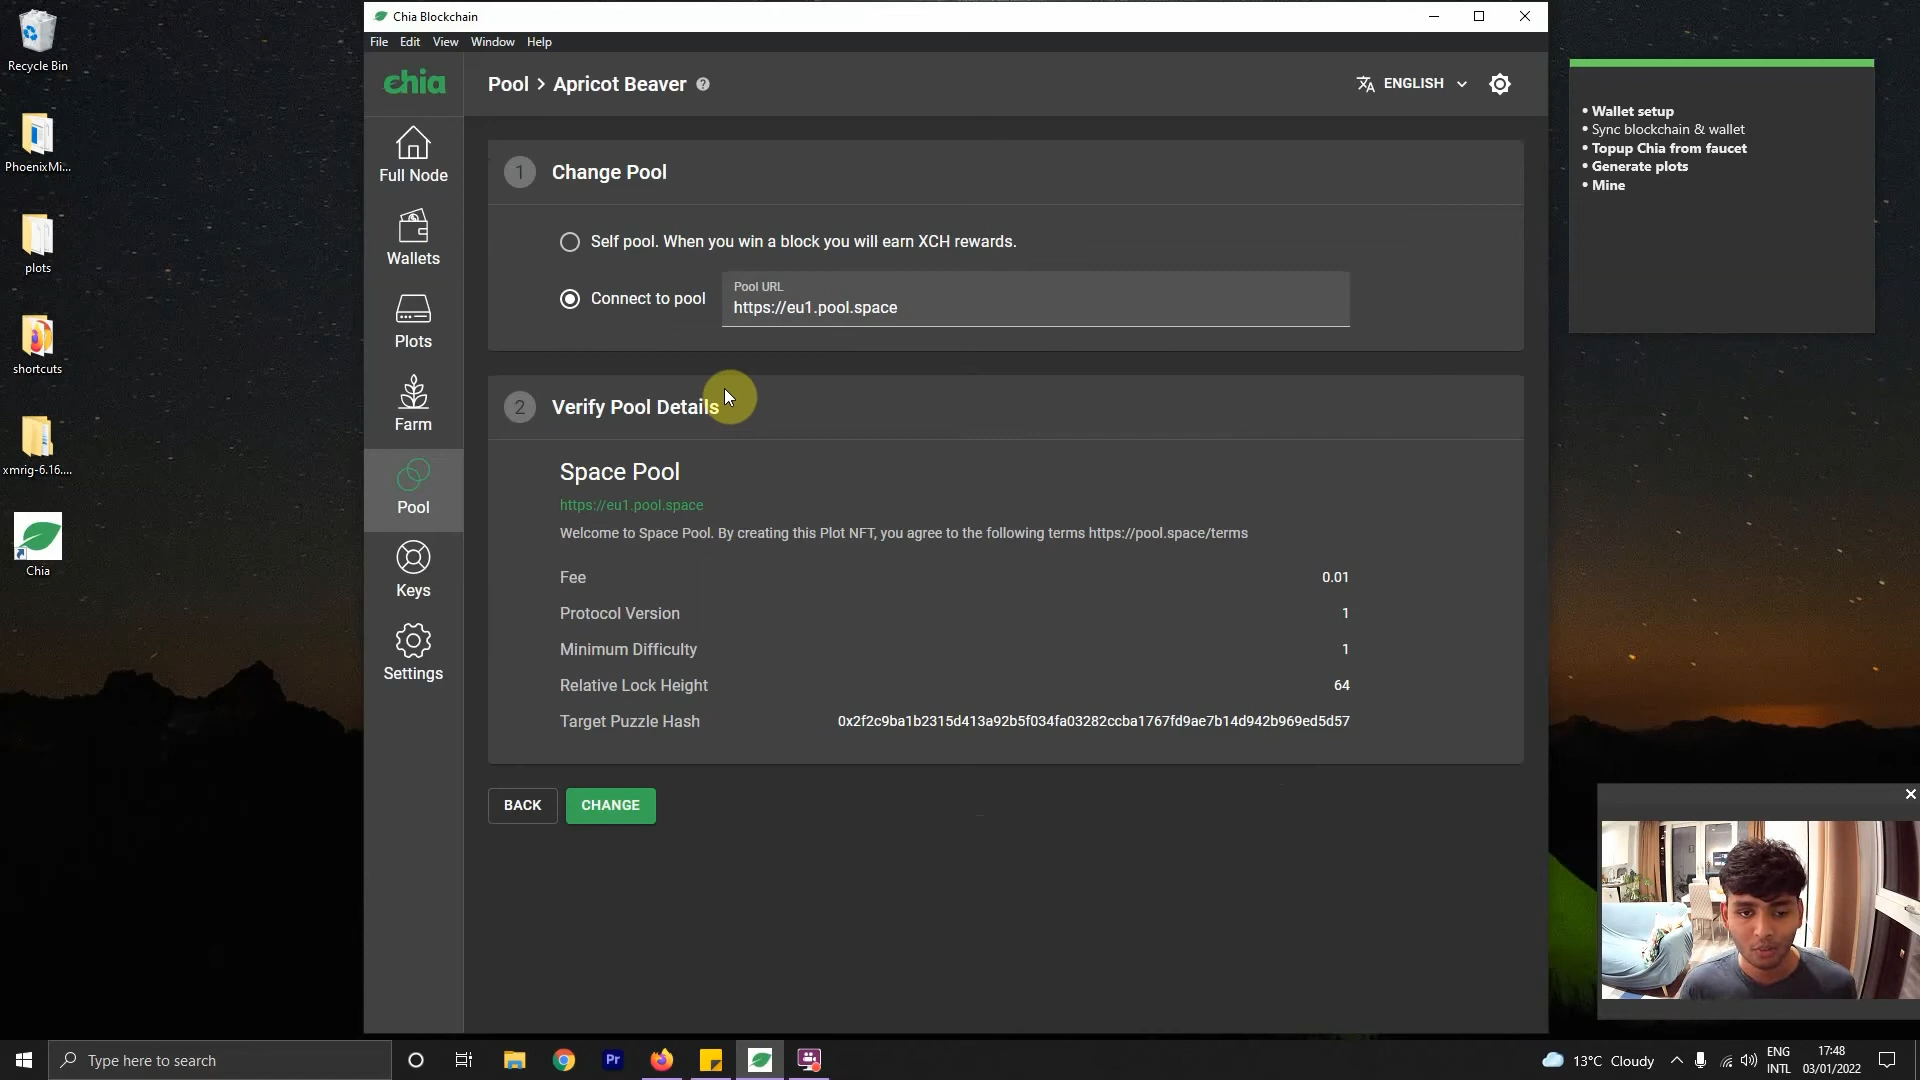 Recycle Bin
PhoenixMi...
plots
shortcuts
xmrig-6.16....
Chia
Chia Blockchain
File Edit View Window Help
chia
Pool > Apricot Beaver
ENGLISH
Full Node
Wallets
Plots
Farm
Pool
Keys
Settings
1 Change Pool
Self pool. When you win a block you will earn XCH rewards.
Connect to pool
Pool URL
https://eu1.pool.space
2 Verify Pool Details
Space Pool
https://eu1.pool.space
Welcome to Space Pool. By creating this Plot NFT, you agree to the following terms https://pool.space/terms
Fee 0.01
Protocol Version 1
Minimum Difficulty 1
Relative Lock Height 64
Target Puzzle Hash 0x2f2c9ba1b2315d413a92b5f034fa03282ccba1767fd9ae7b14d942b969ed5d57
BACK CHANGE
• Wallet setup
• Sync blockchain & wallet
• Topup Chia from faucet
• Generate plots
• Mine
Type here to search
Pr
13°C Cloudy
ENG
INTL
17:48
03/01/2022